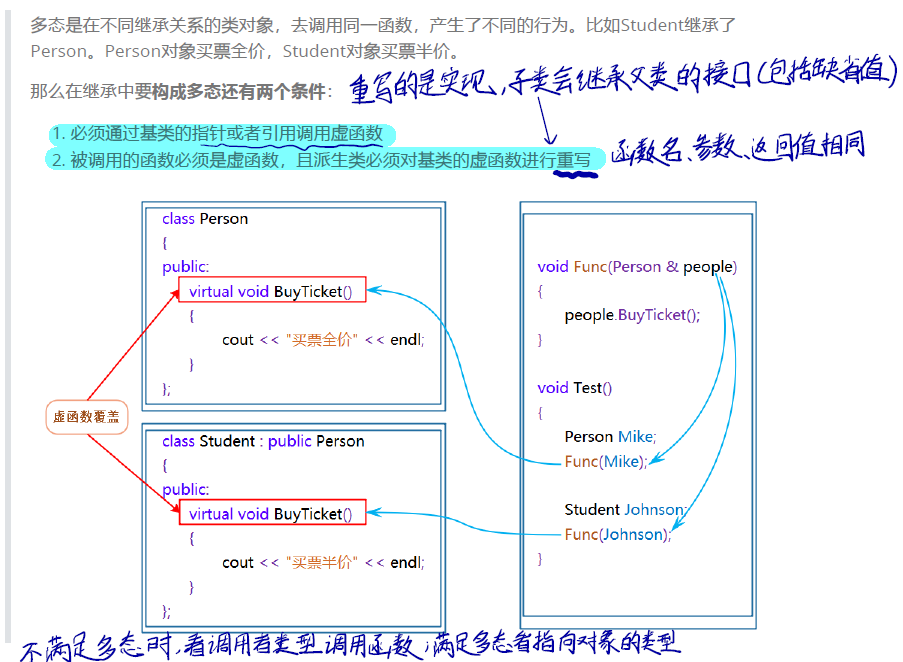 多态是在不同继承关系的类对象，去调用同一函数，产生了不同的行为。比如Student继承了
Person。Person对象买票全价，Student对象买票半价。
那么在继承中要构成多态还有两个条件：
重写的是实现，子类会继承父类的接口(包括缺省值)
1. 必须通过基类的指针或者引用调用虚函数
2. 被调用的函数必须是虚函数，且派生类必须对基类的虚函数进行重写
函数名、参数、返回值相同
class Person
{
public:
virtual void BuyTicket()
{
cout << "买票全价" << endl;
}
};
虚函数覆盖
class Student : public Person
{
public:
virtual void BuyTicket()
{
cout << "买票半价" << endl;
}
};
void Func(Person & people)
{
people.BuyTicket();
}
void Test()
{
Person Mike;
Func(Mike);
Student Johnson;
Func(Johnson);
}
不满足多态时,看调用者类型,调用函数;满足多态看指向对象的类型